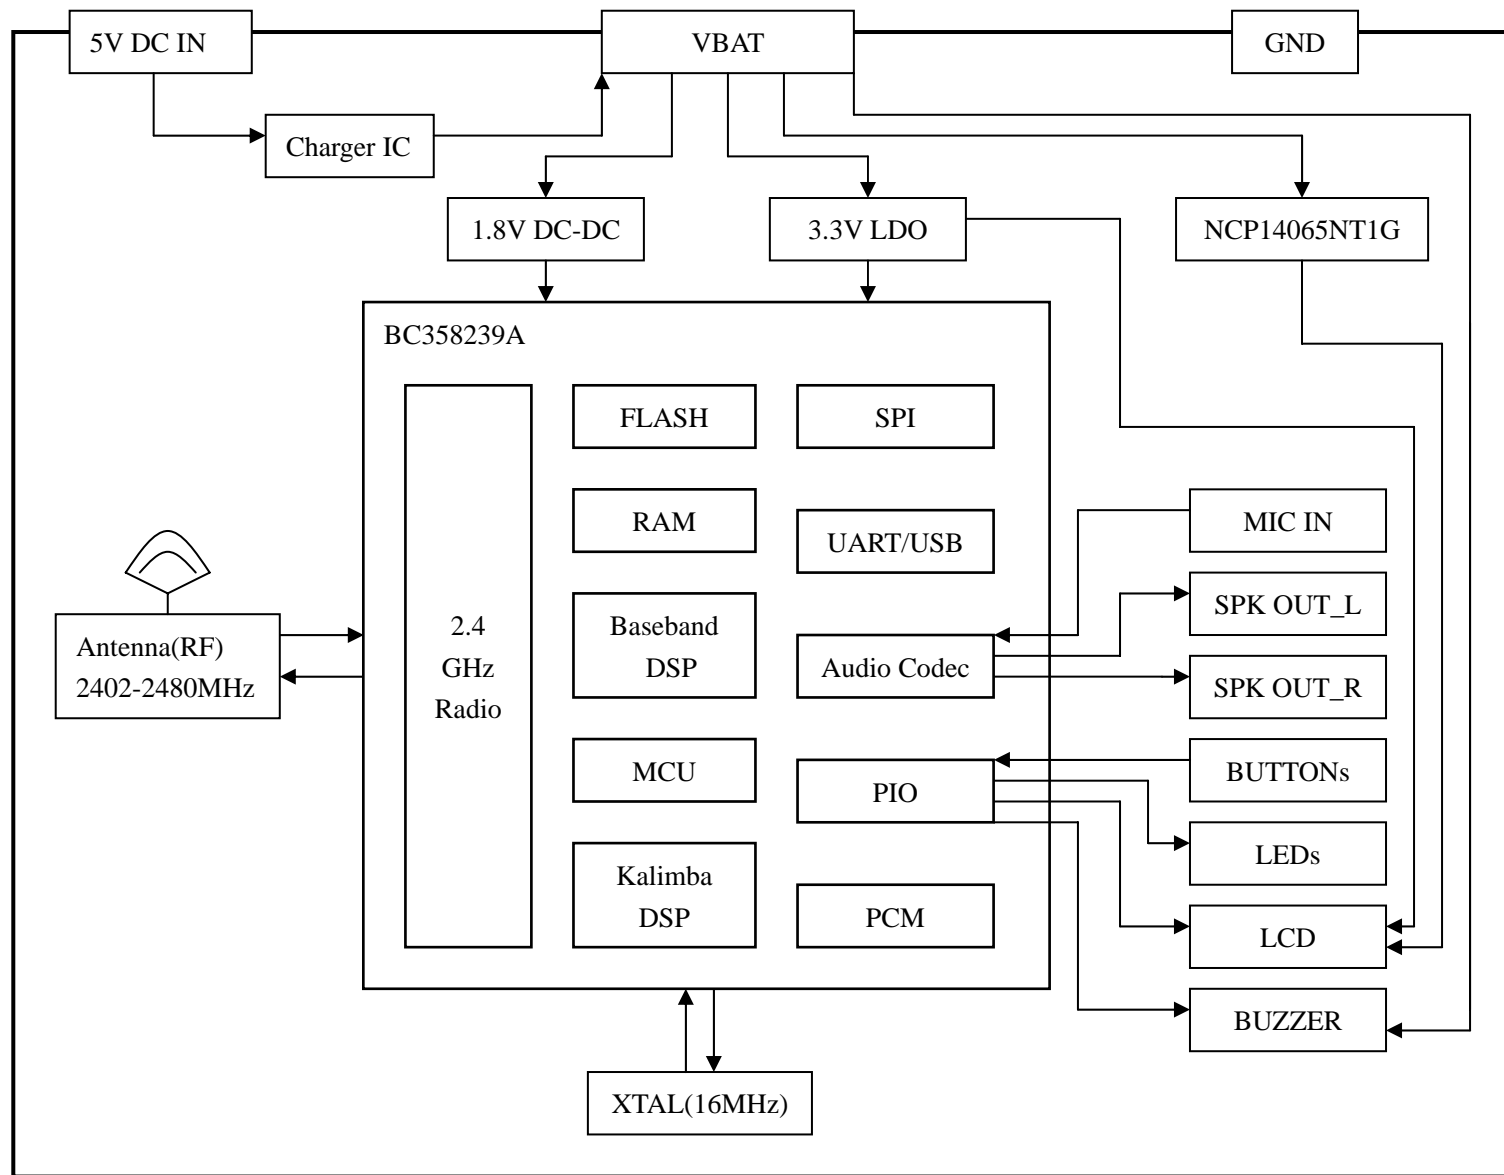 5V DC IN
VBAT
GND
Charger IC
1.8V DC-DC
3.3V LDO
NCP14065NT1G
BC358239A
FLASH
SPI
RAM
UART/USB
MIC IN
SPK OUT_L
Antenna(RF)
2402-2480MHz
2.4
GHz
Radio
Baseband
DSP
Audio Codec
SPK OUT_R
MCU
PIO
BUTTONs
LEDs
Kalimba
DSP
PCM
LCD
BUZZER
XTAL(16MHz)